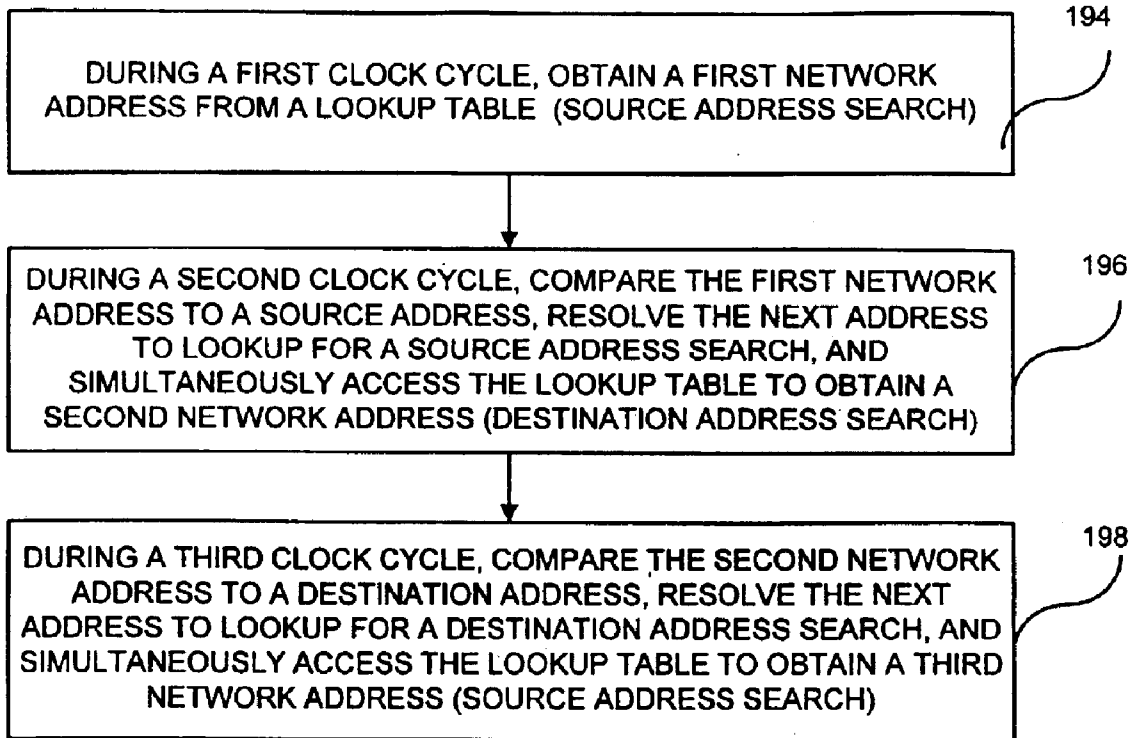 194
DURING A FIRST CLOCK CYCLE, OBTAIN A FIRST NETWORK
ADDRESS FROM A LOOKUP TABLE (SOURCE ADDRESS SEARCH)
196
DURING A SECOND CLOCK CYCLE, COMPARE THE FIRST NETWORK
ADDRESS TO A SOURCE ADDRESS, RESOLVE THE NEXT ADDRESS
TO LOOKUP FOR A SOURCE ADDRESS SEARCH, AND
SIMULTANEOUSLY ACCESS THE LOOKUP TABLE TO OBTAIN A
SECOND NETWORK ADDRESS (DESTINATION ADDRESS SEARCH)
198
DURING A THIRD CLOCK CYCLE, COMPARE THE SECOND NETWORK
ADDRESS TO A DESTINATION ADDRESS, RESOLVE THE NEXT
ADDRESS TO LOOKUP FOR A DESTINATION ADDRESS SEARCH, AND
SIMULTANEOUSLY ACCESS THE LOOKUP TABLE TO OBTAIN A THIRD
NETWORK ADDRESS (SOURCE ADDRESS SEARCH)